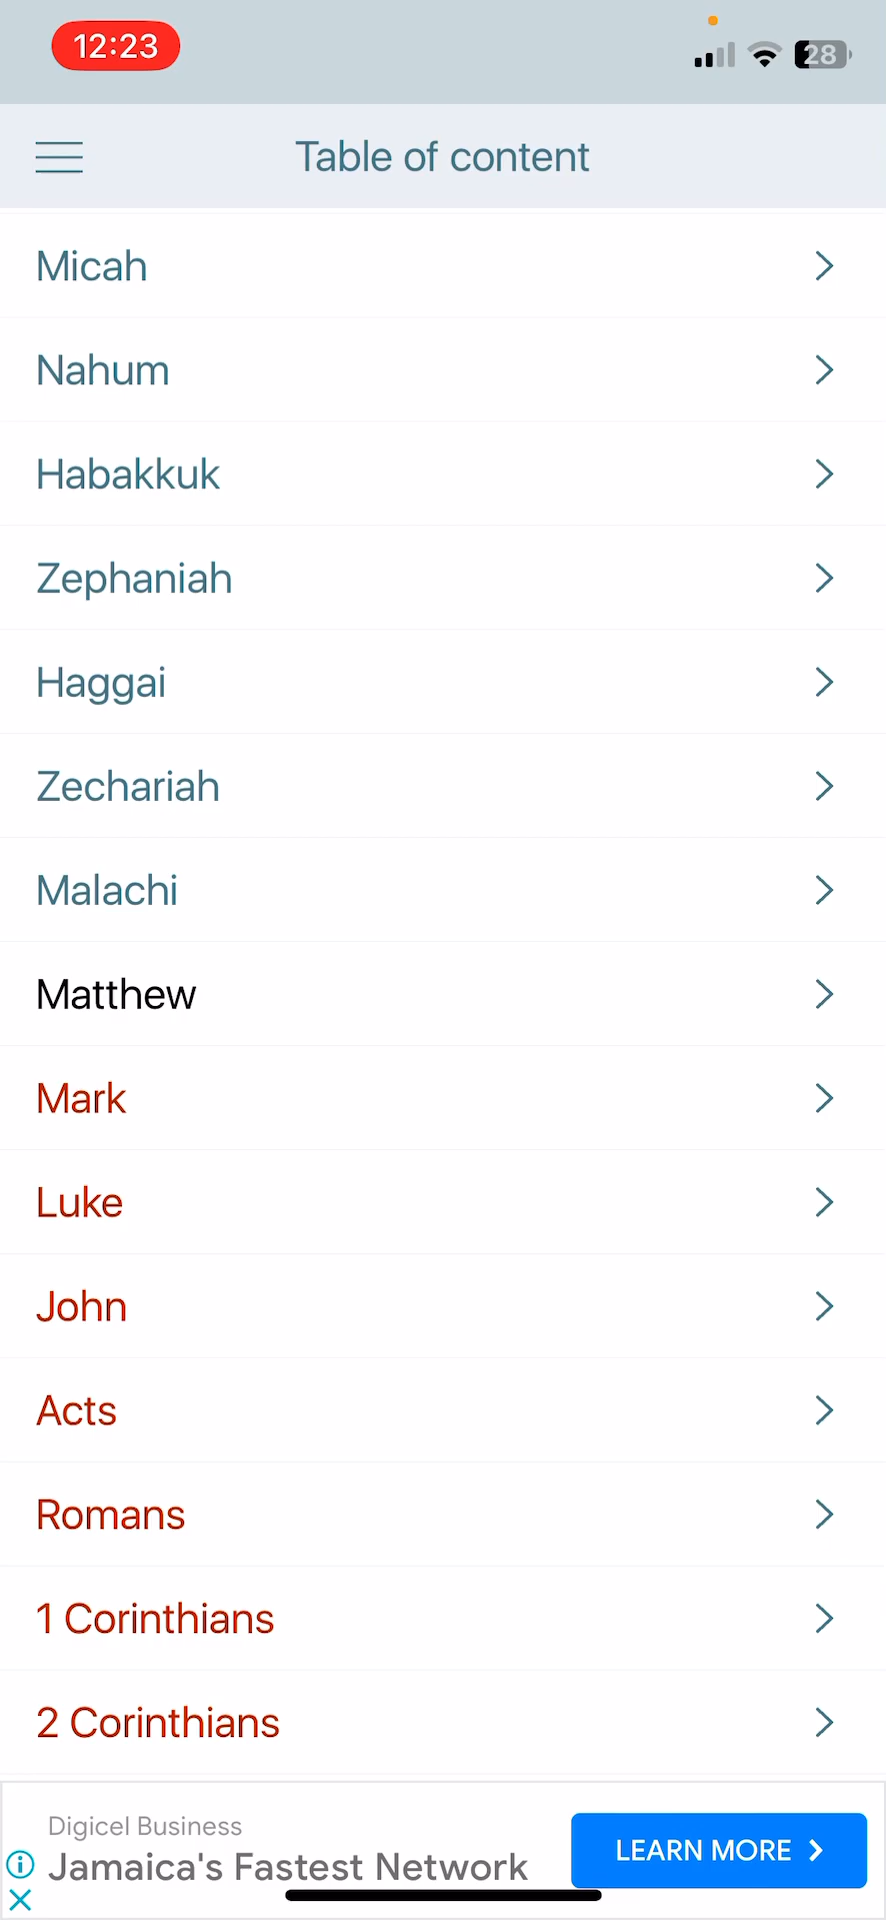 12:23
28
Table of content
Micah
Nahum
Habakkuk
Zephaniah
Haggai
Zechariah
Malachi
Matthew
Mark
Luke
John
Acts
Romans
1 Corinthians
2 Corinthians
Digicel Business
Jamaica's Fastest Network
LEARN MORE